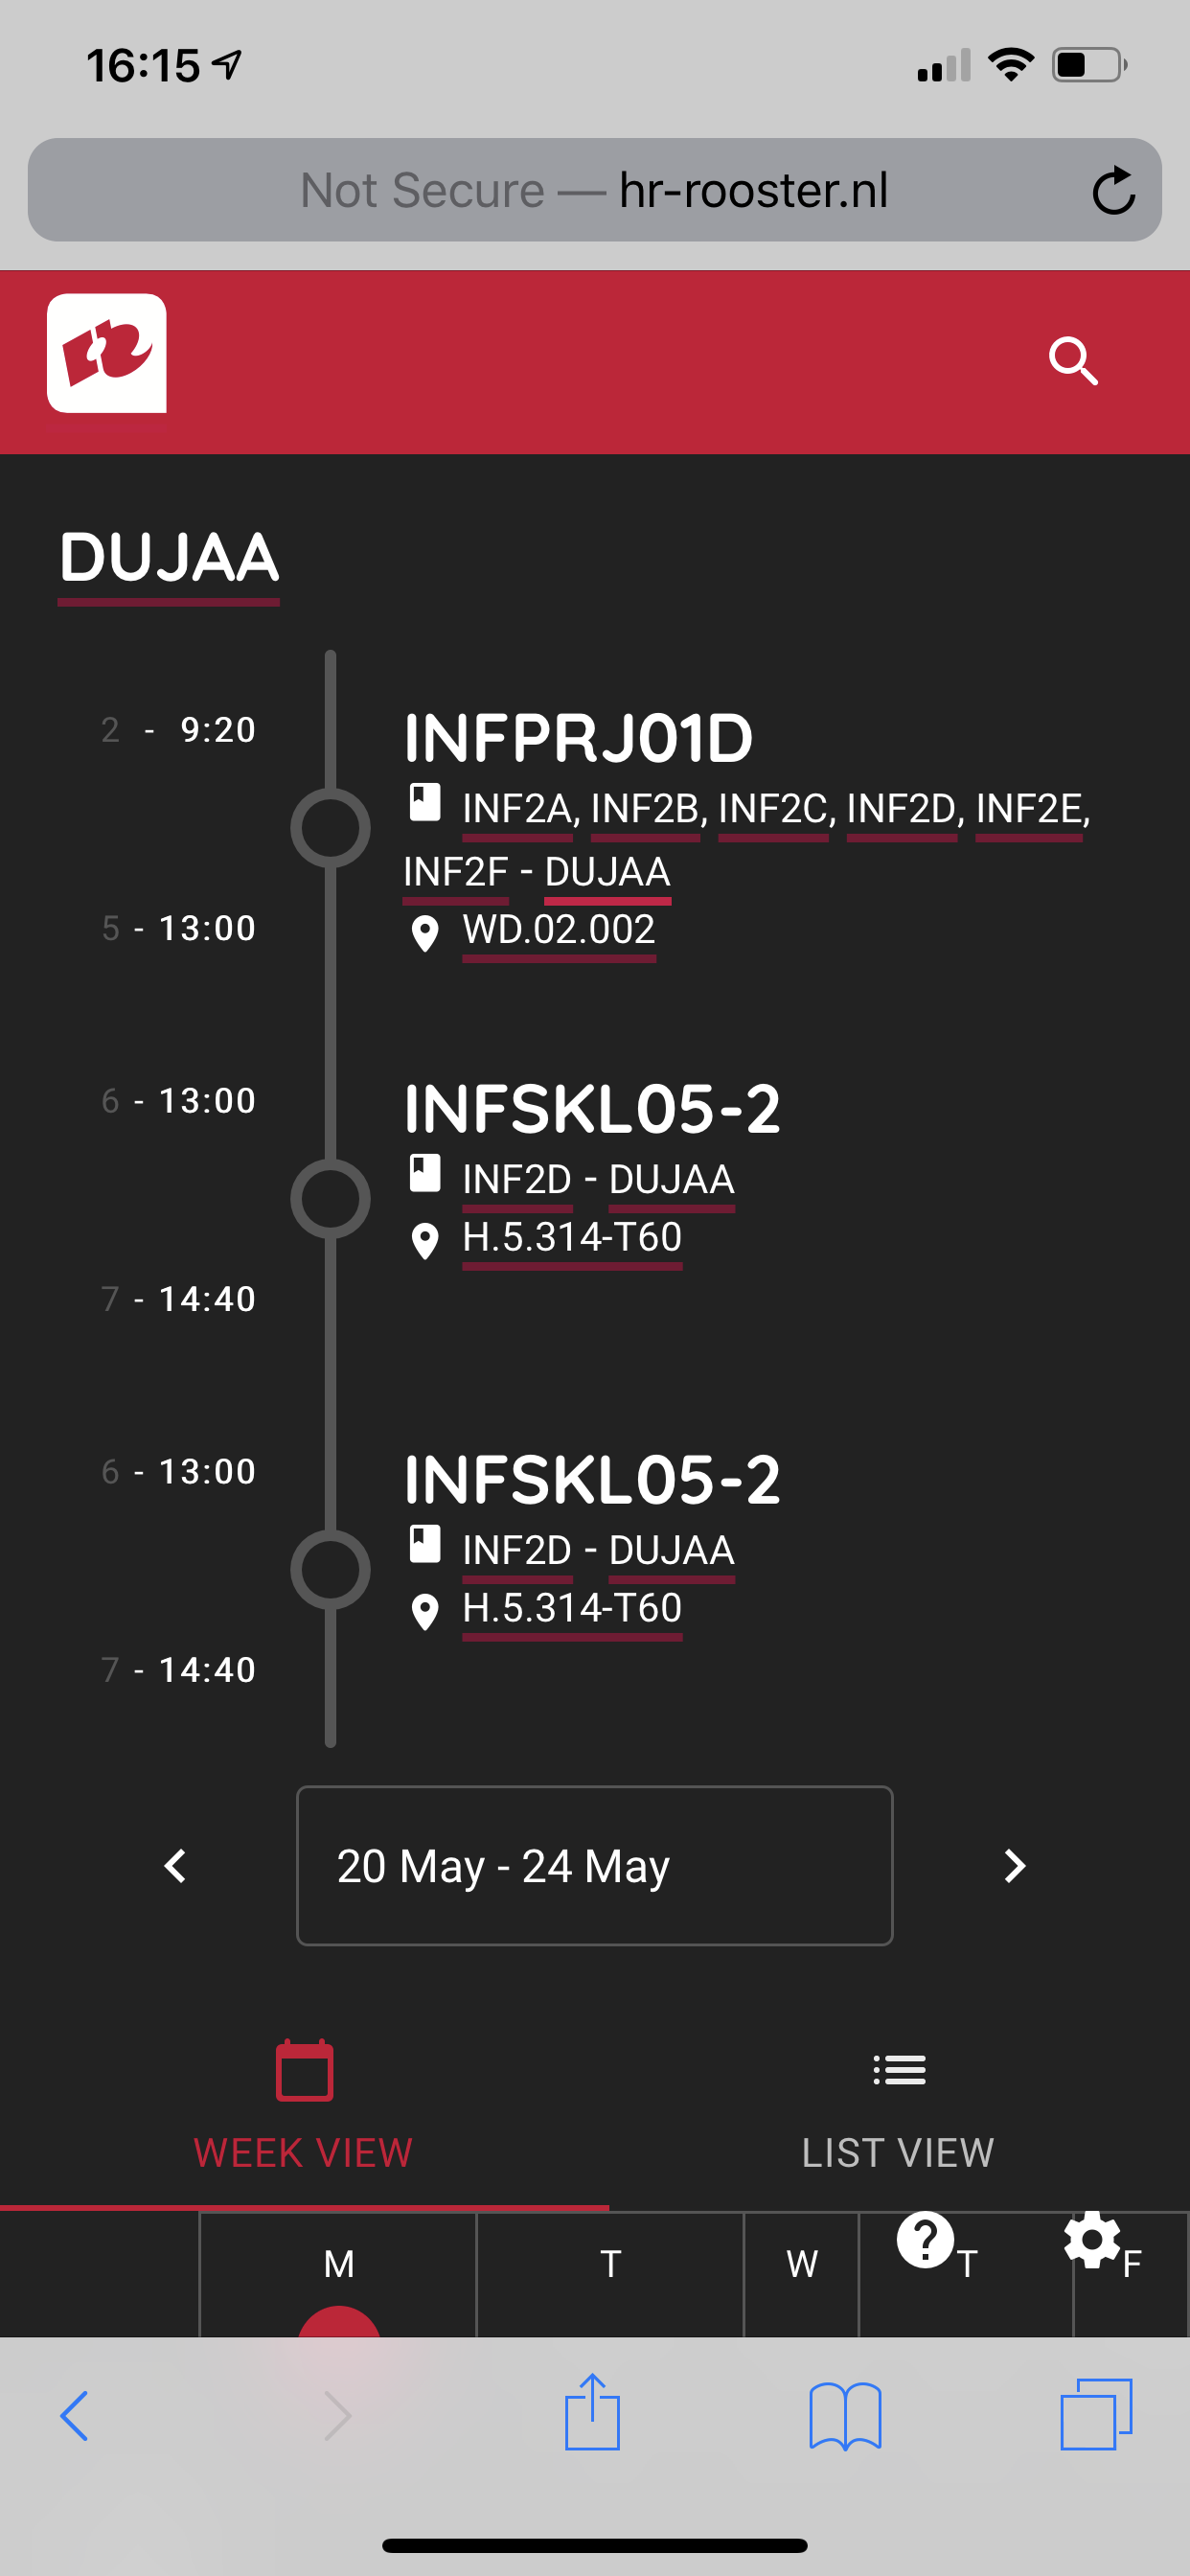 16:15
Not Secure — hr-rooster.nl
DUJAA
2 - 9:20
INFPRJ01D
INF2A, INF2B, INF2C, INF2D, INF2E,
INF2F - DUJAA
5 - 13:00
WD.02.002
6 - 13:00
INFSKL05-2
INF2D - DUJAA
H.5.314-T60
7 - 14:40
6 - 13:00
INFSKL05-2
INF2D - DUJAA
H.5.314-T60
7 - 14:40
20 May - 24 May
WEEK VIEW LIST VIEW
M T W T F